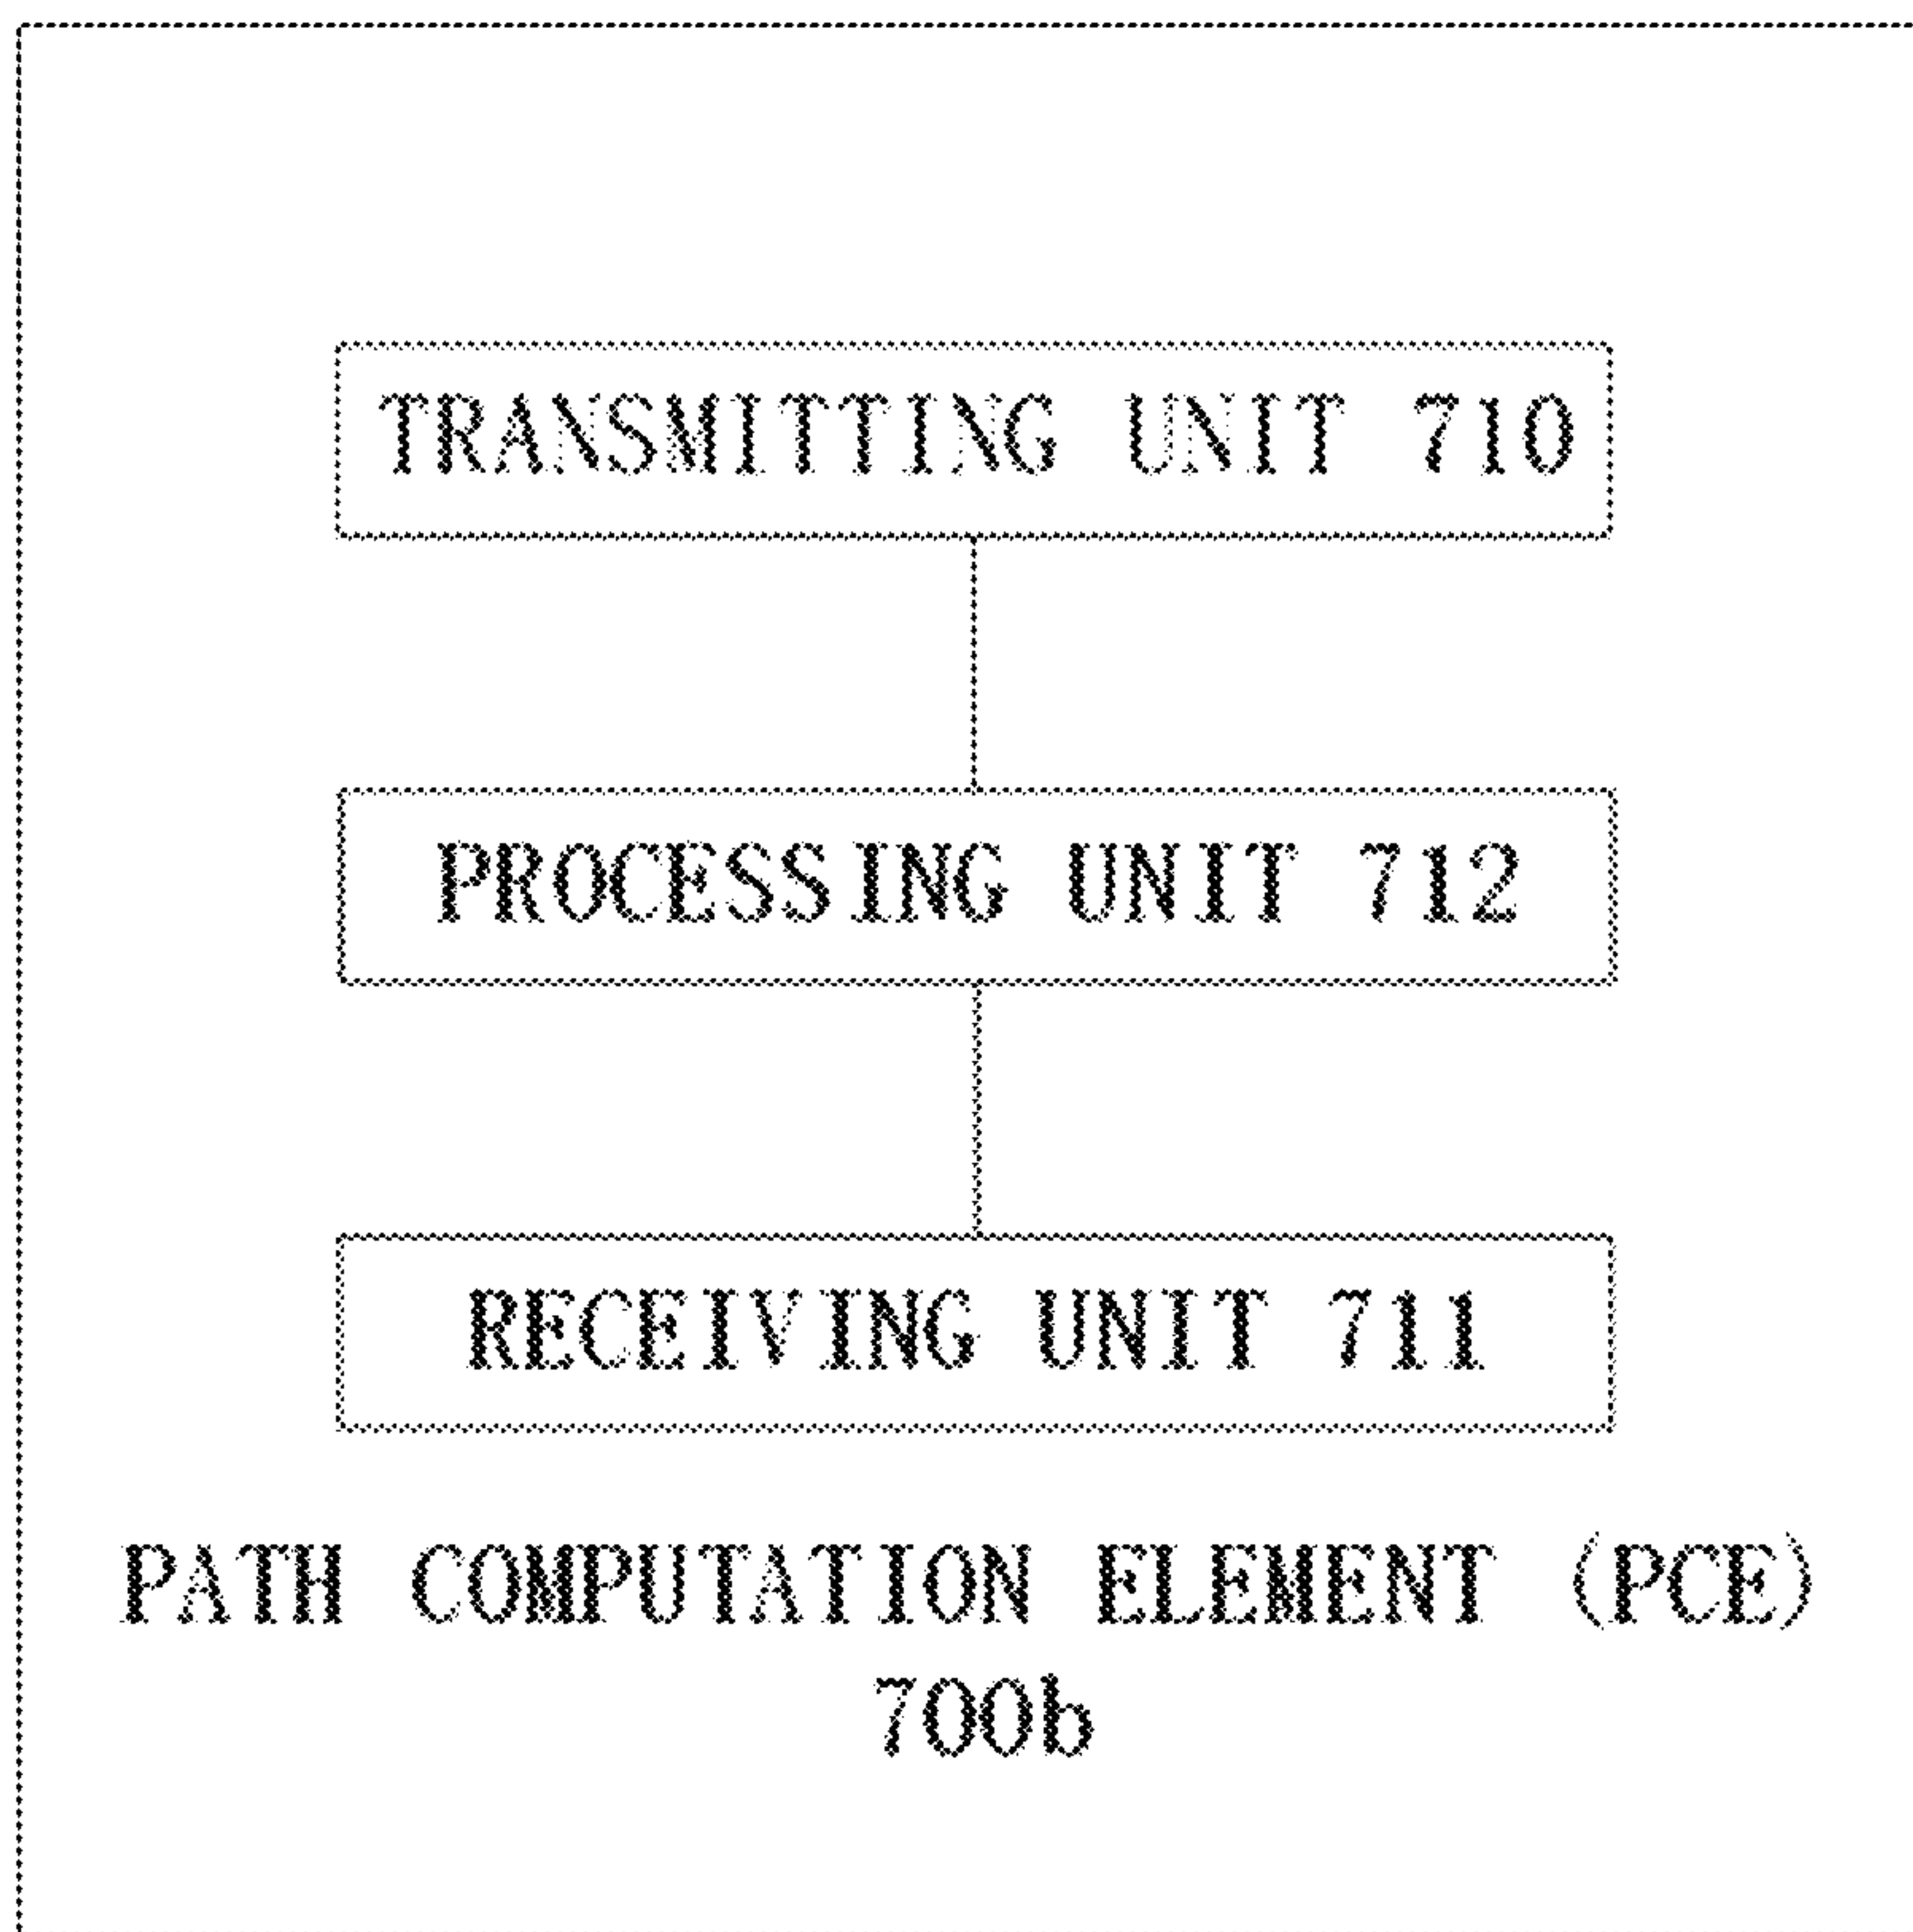 TRANSMITTING UNIT 710
PROCESSING UNIT 712
RECEIVING UNIT 711
PATH COMPUTATION ELEMENT (PCE)
700b